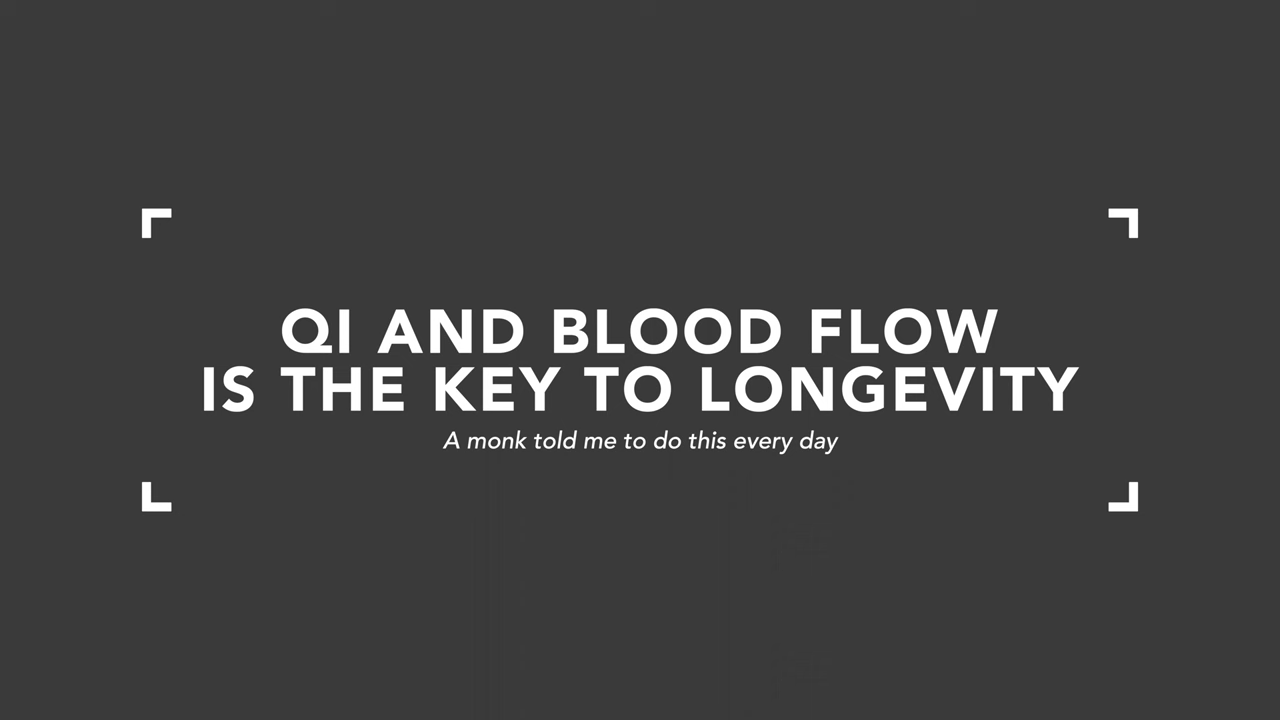 QI AND BLOOD FLOW
IS THE KEY TO LONGEVITY
A monk told me to do this every day